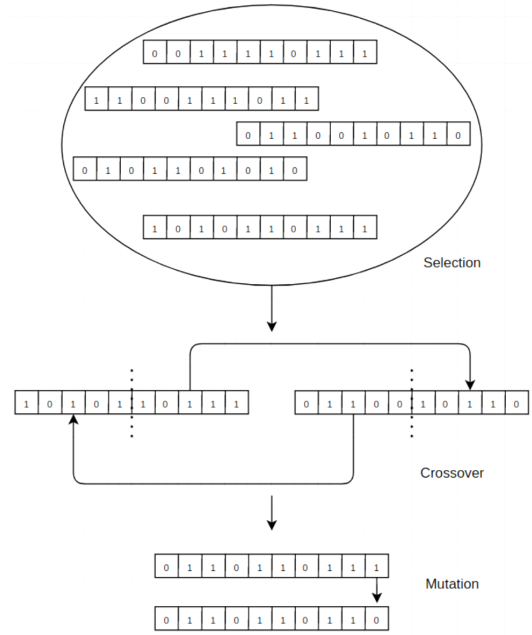 0 0 1 1 1 1 0 1 1 1
1 1 0 0 1 1 1 0 1 1
0 1 1 0 0 1 0 1 1 0
0 1 0 1 1 0 1 0 1 0
1 0 1 0 1 1 0 1 1 1
Selection
1 0 1 0 1 1 0 1 1 1 0 1 1 0 0 1 0 1 1 0
Crossover
0 1 1 0 1 1 0 1 1 1
Mutation
0 1 1 0 1 1 0 1 1 0